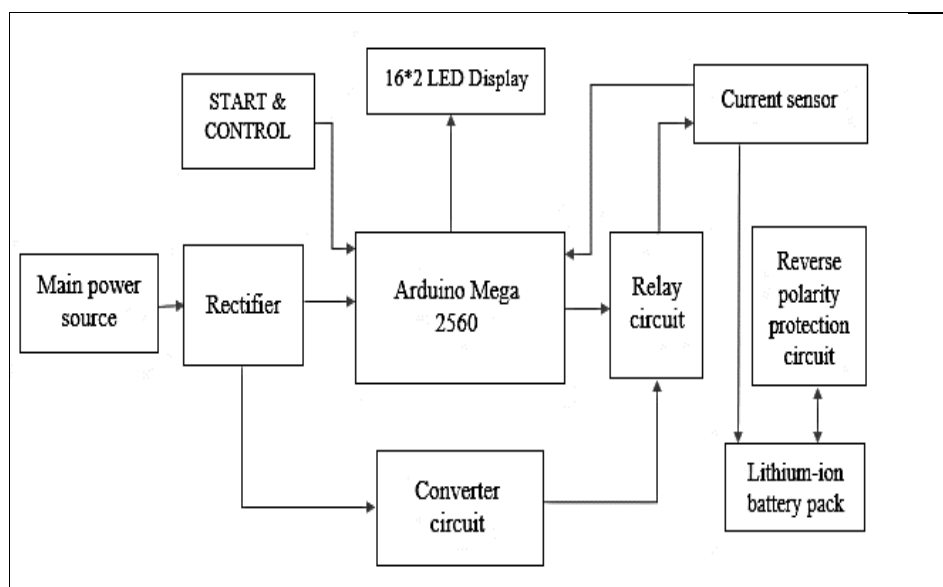 16*2 LED Display
START &
CONTROL
Current sensor
Main power
source
Rectifier
Arduino Mega
2560
Relay
circuit
Reverse
polarity
protection
circuit
Converter
circuit
Lithium-ion
battery pack